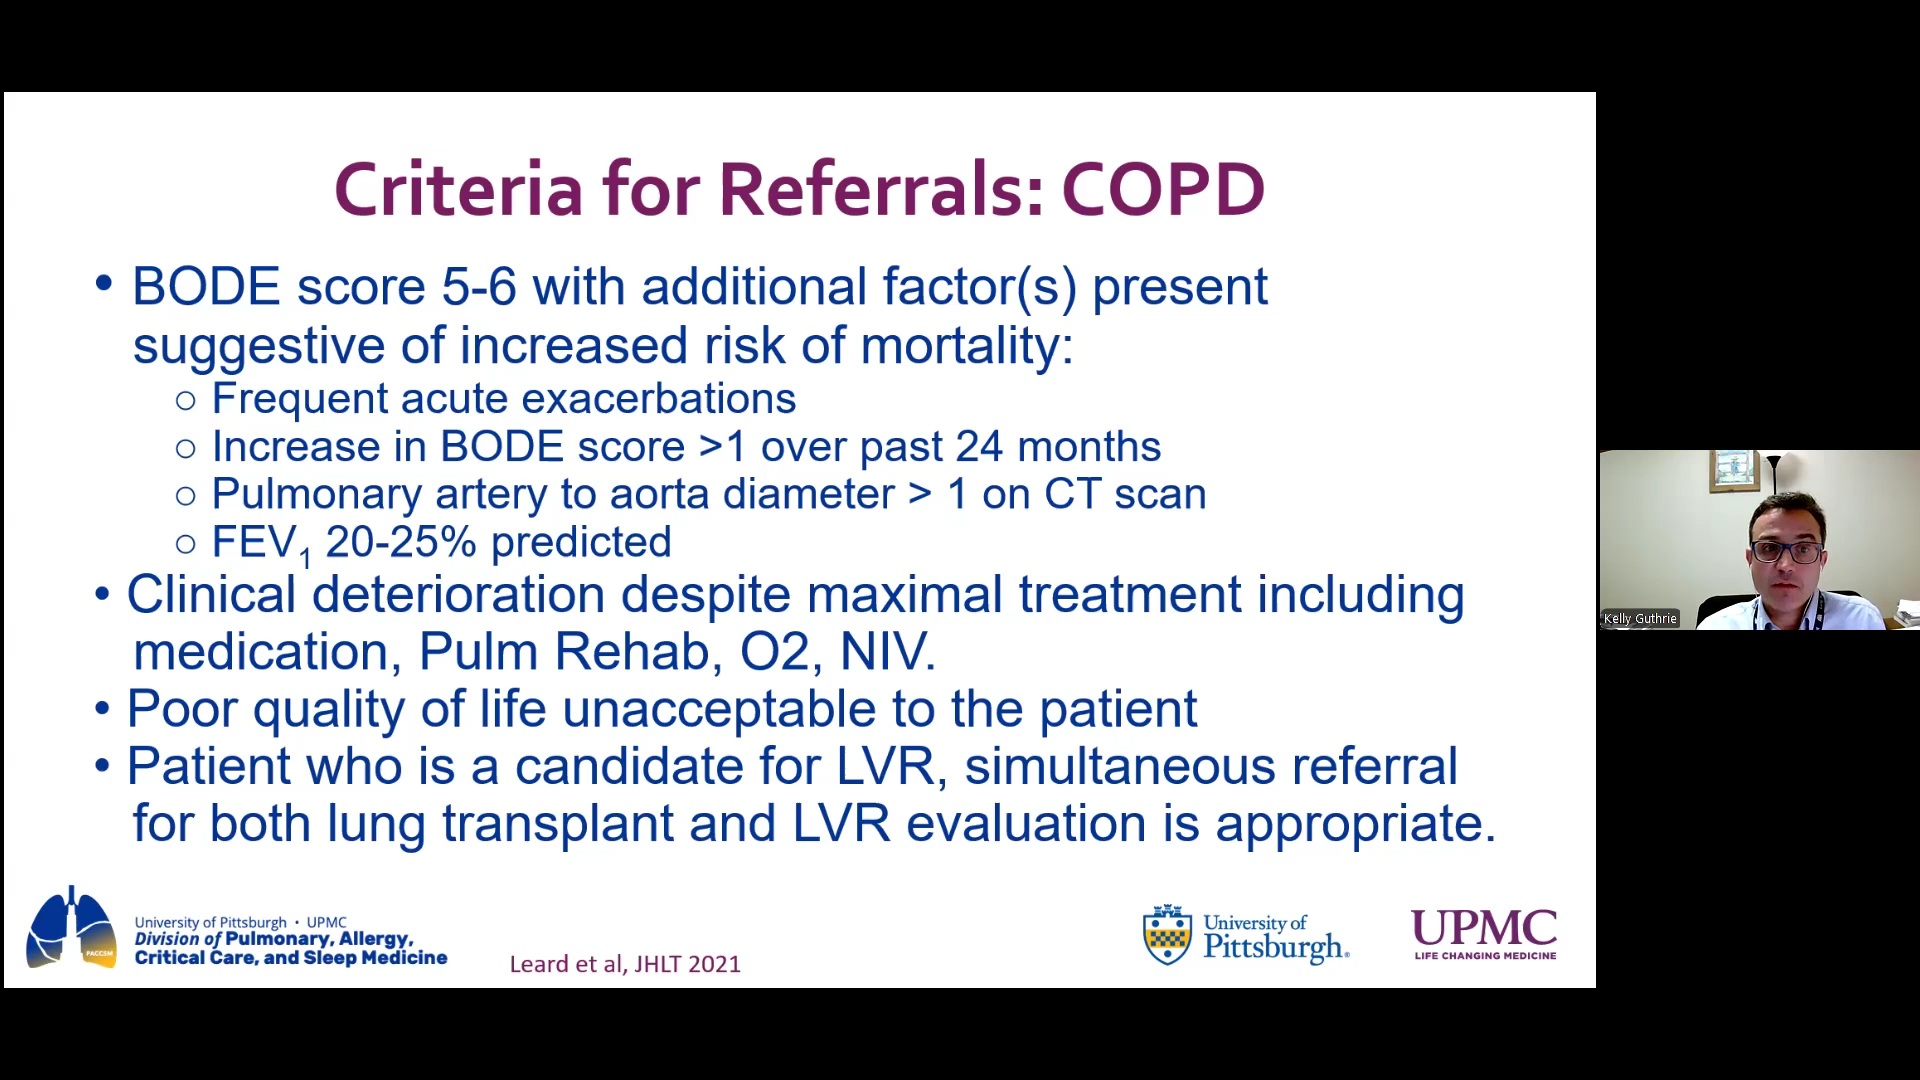 Criteria for Referrals: COPD
• BODE score 5-6 with additional factor(s) present
suggestive of increased risk of mortality:
○ Frequent acute exacerbations
○ Increase in BODE score >1 over past 24 months
○ Pulmonary artery to aorta diameter > 1 on CT scan
○ FEV₁ 20-25% predicted
• Clinical deterioration despite maximal treatment including
medication, Pulm Rehab, O2, NIV.
• Poor quality of life unacceptable to the patient
• Patient who is a candidate for LVR, simultaneous referral
for both lung transplant and LVR evaluation is appropriate.
PACCSM
University of Pittsburgh • UPMC
Division of Pulmonary, Allergy,
Critical Care, and Sleep Medicine
Leard et al, JHLT 2021
University of
Pittsburgh®
UPMC
LIFE CHANGING MEDICINE
Kelly Guthrie